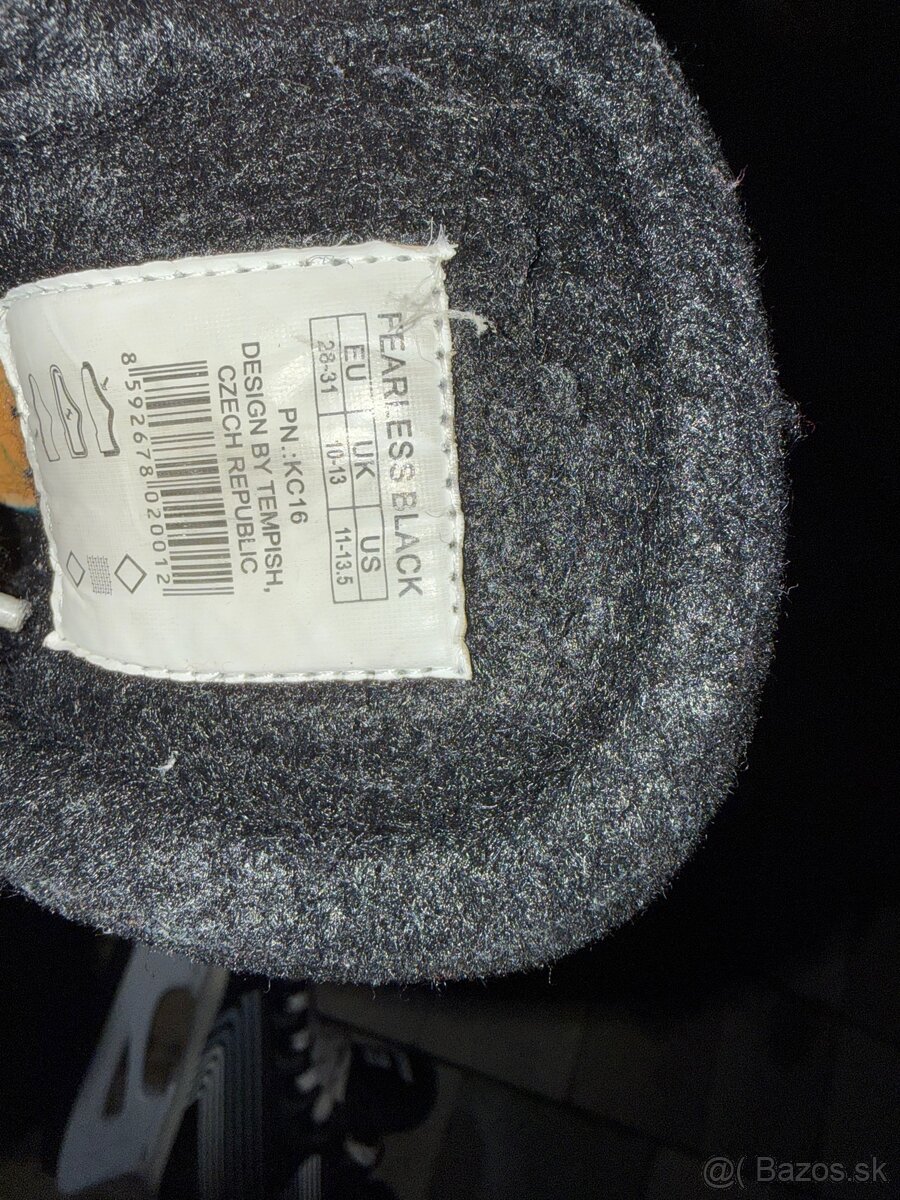 FEARLESS BLACK
EU UK US
28-31 10-13 11-13.5
PN.:KC16
DESIGN BY TEMPISH,
CZECH REPUBLIC
8 592678 020012
@( Bazos.sk